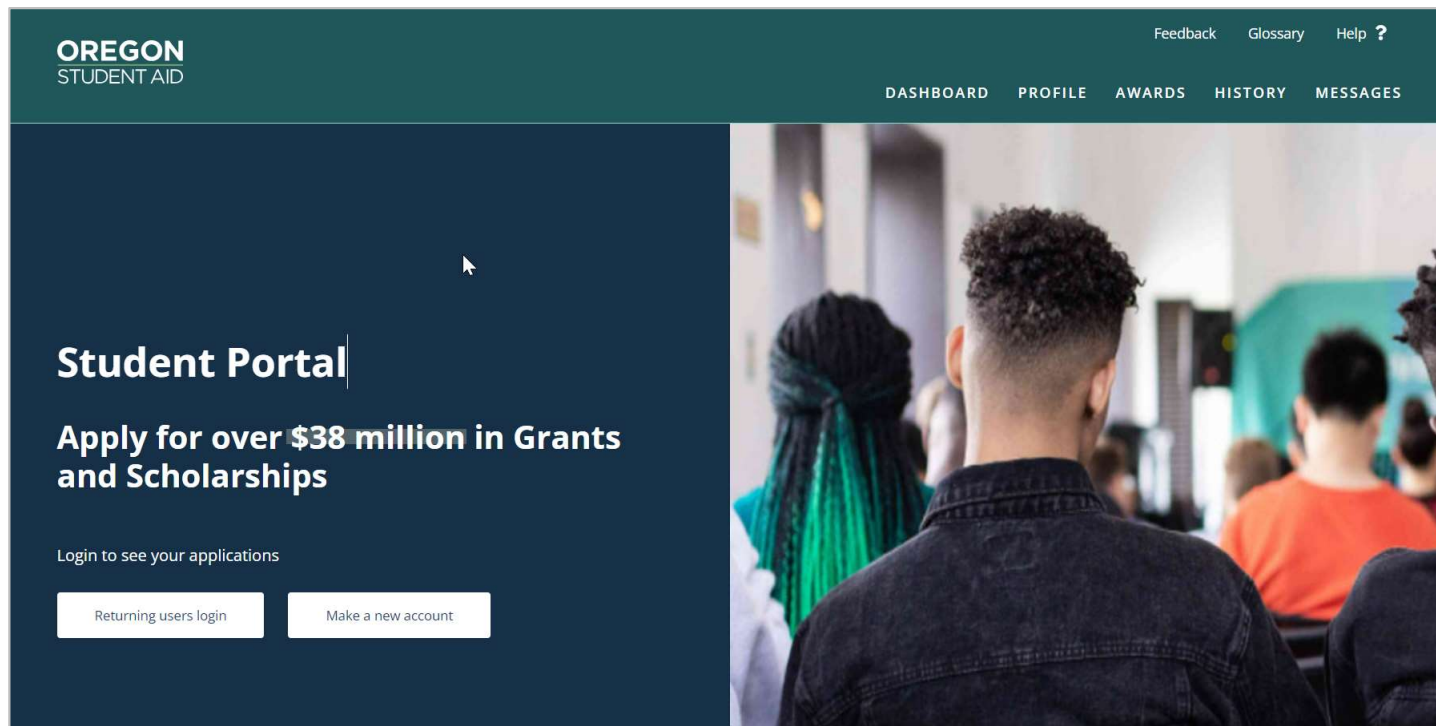 OREGON
STUDENT AID
Feedback Glossary Help ?
DASHBOARD PROFILE AWARDS HISTORY MESSAGES
Student Portal
Apply for over $38 million in Grants
and Scholarships
Login to see your applications
Returning users login Make a new account